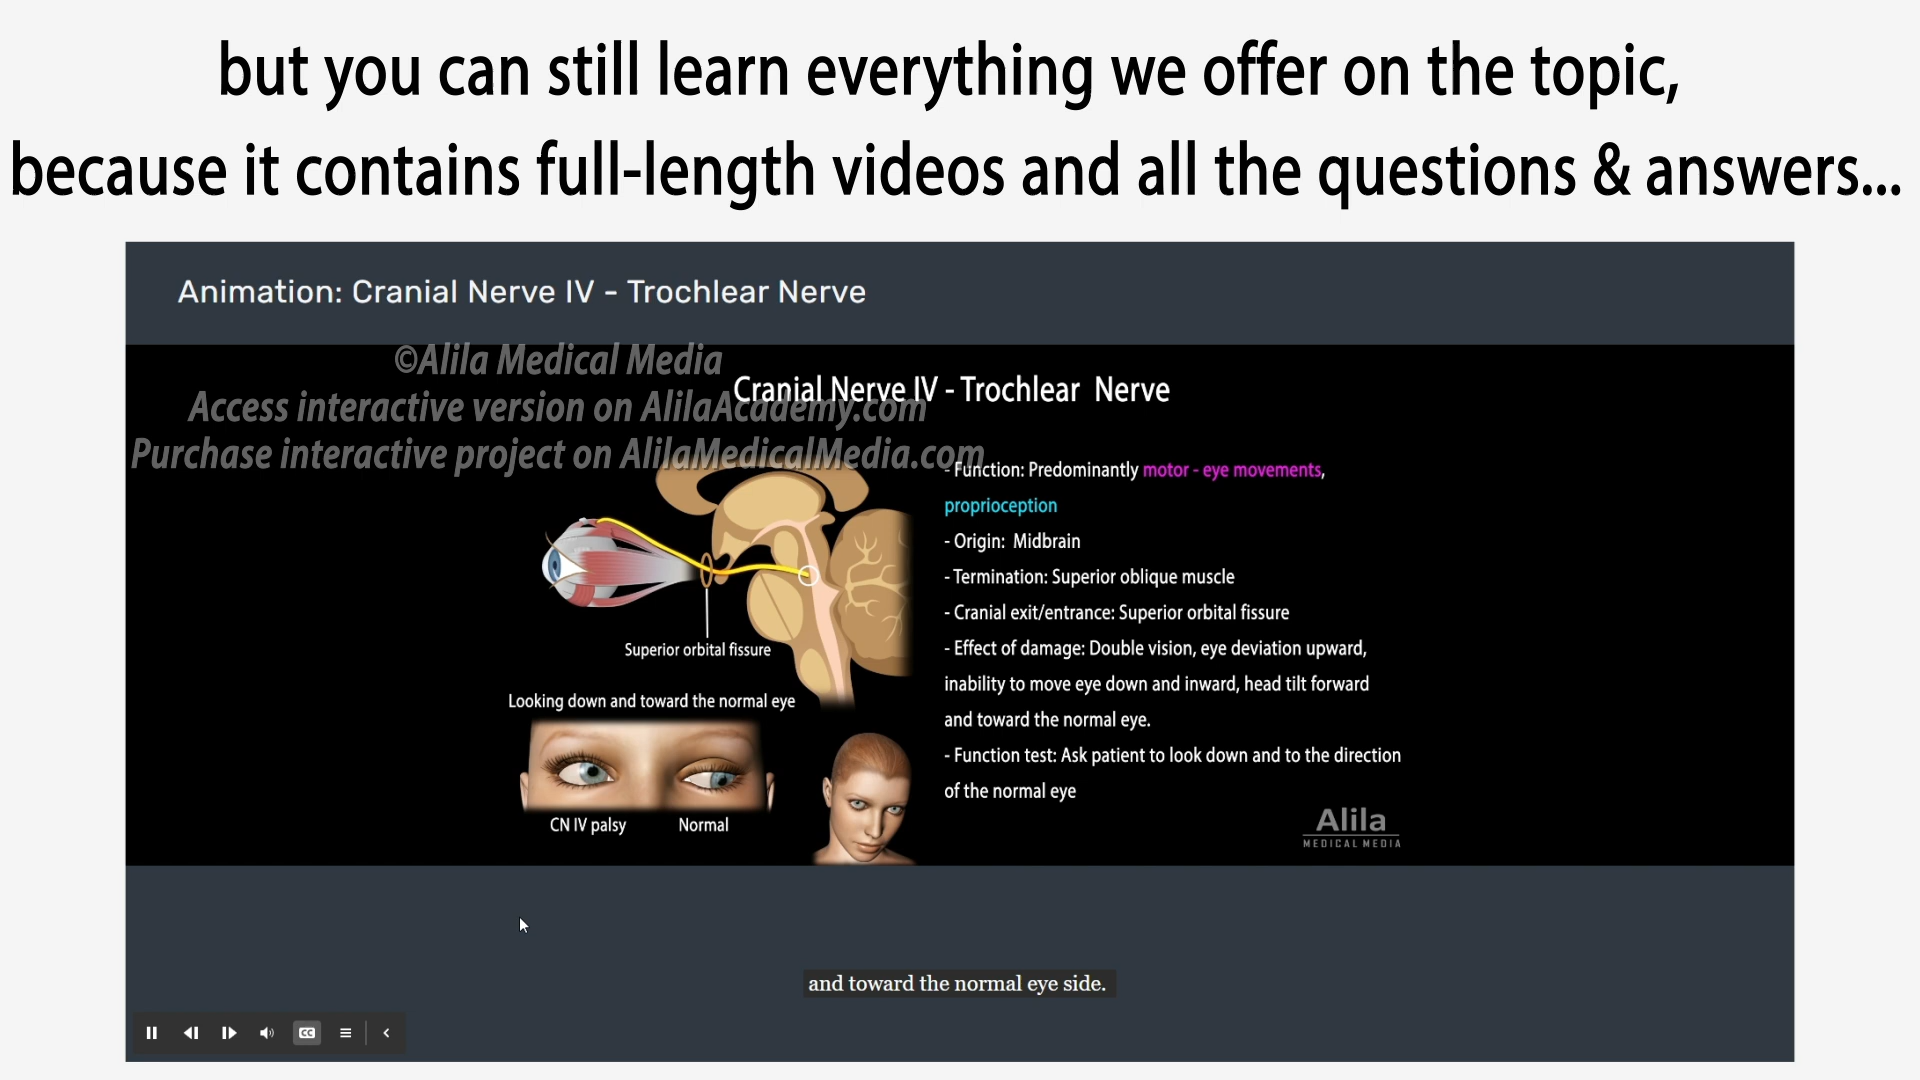 but you can still learn everything we offer on the topic,
because it contains full-length videos and all the questions & answers...
Animation: Cranial Nerve IV - Trochlear Nerve
©Alila Medical Media
Access interactive version on AlilaAcademy.com
Purchase interactive project on AlilaMedicalMedia.com
Cranial Nerve IV - Trochlear Nerve
- Function: Predominantly motor - eye movements,
proprioception
- Origin: Midbrain
- Termination: Superior oblique muscle
- Cranial exit/entrance: Superior orbital fissure
- Effect of damage: Double vision, eye deviation upward,
inability to move eye down and inward, head tilt forward
and toward the normal eye.
- Function test: Ask patient to look down and to the direction
of the normal eye
Superior orbital fissure
Looking down and toward the normal eye
CN IV palsy
Normal
Alila
MEDICAL MEDIA
and toward the normal eye side.
CC